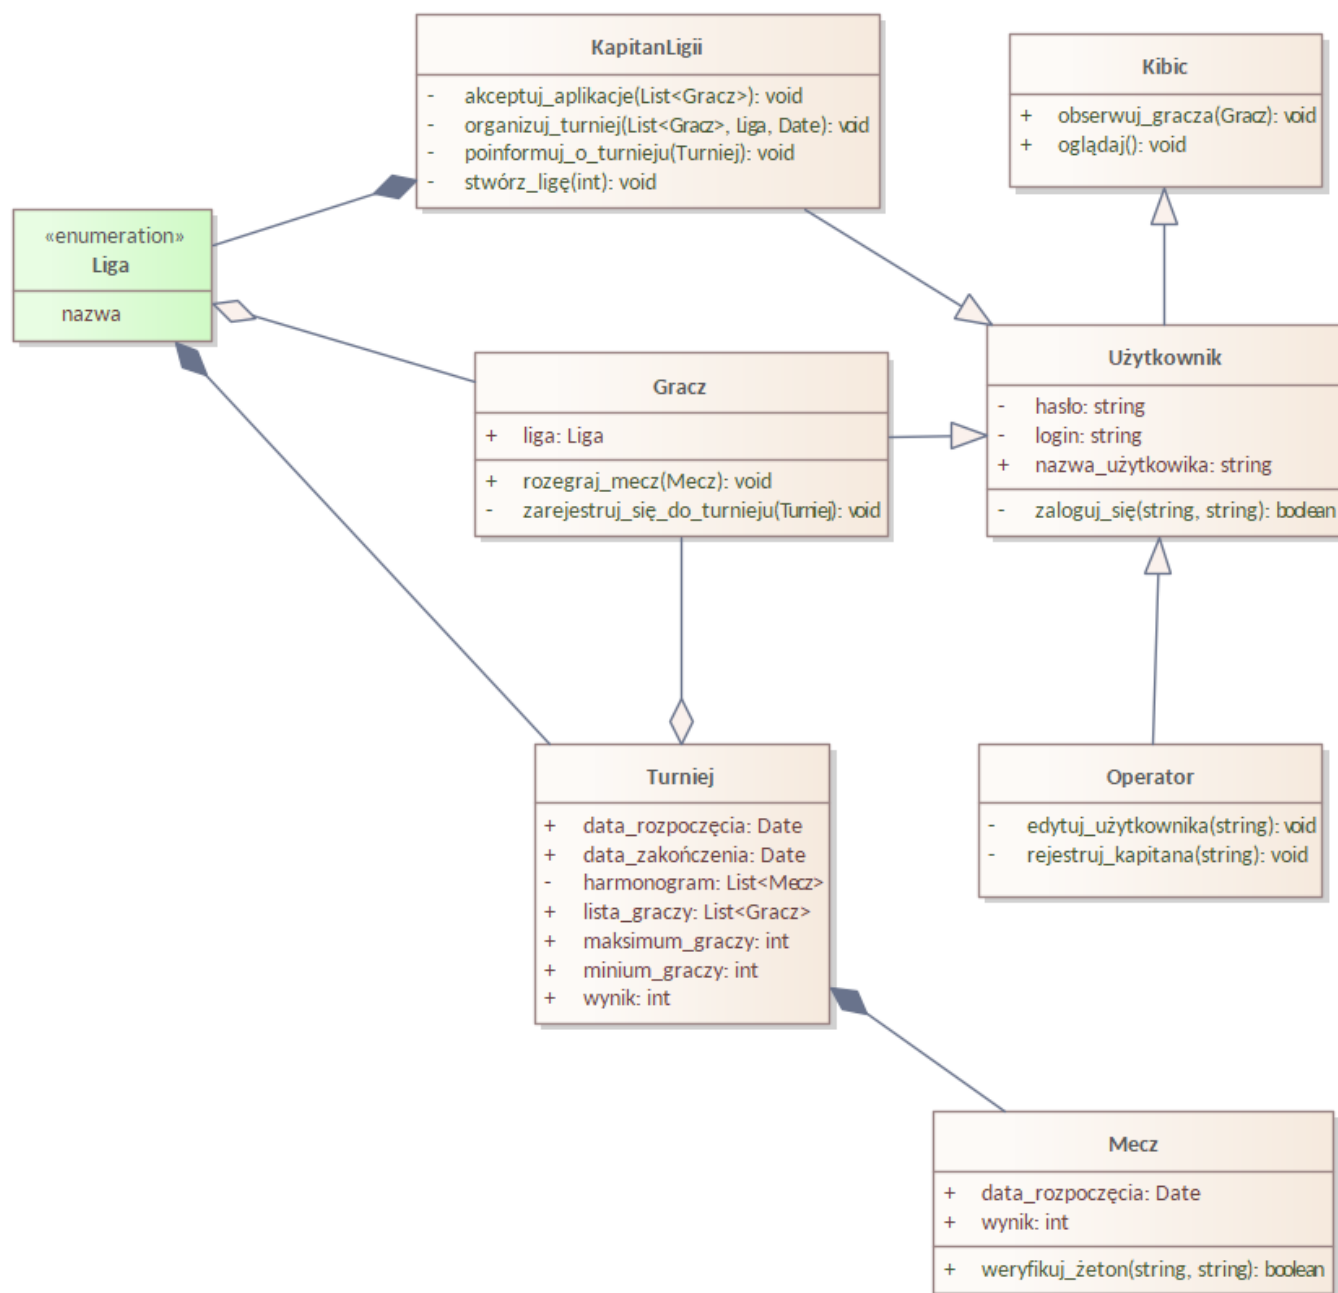 KapitanLigii
- akceptuj_aplikacje(List<Gracz>): void
- organizuj_turniej(List<Gracz>, Liga, Date): void
- poinformuj_o_turnieju(Turniej): void
- stwórz_ligę(int): void
Kibic
+ obserwuj_gracza(Gracz): void
+ oglądaj(): void
«enumeration»
Liga
nazwa
Gracz
+ liga: Liga
+ rozegraj_mecz(Mecz): void
- zarejestruj_się_do_turnieju(Turniej): void
Użytkownik
- hasło: string
- login: string
+ nazwa_użytkowika: string
- zaloguj_się(string, string): boolean
Turniej
+ data_rozpoczęcia: Date
+ data_zakończenia: Date
- harmonogram: List<Mecz>
+ lista_graczy: List<Gracz>
+ maksimum_graczy: int
+ minium_graczy: int
+ wynik: int
Operator
- edytuj_użytkownika(string): void
- rejestruj_kapitana(string): void
Mecz
+ data_rozpoczęcia: Date
+ wynik: int
+ weryfikuj_żeton(string, string): boolean